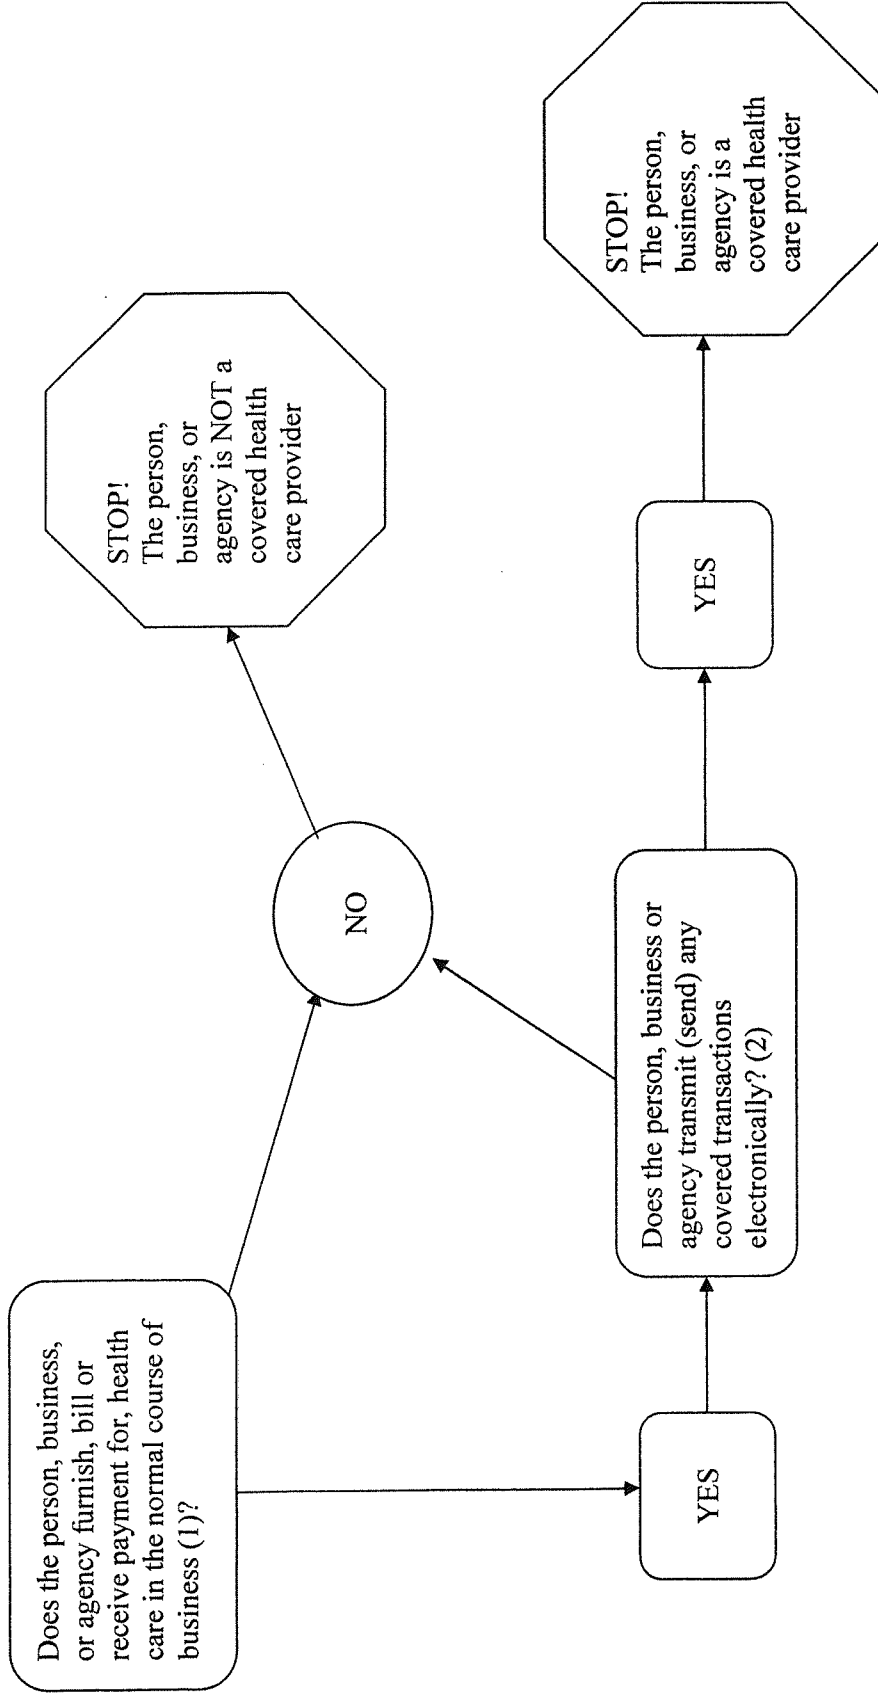 Does the person, business,
or agency furnish, bill or
receive payment for, health
care in the normal course of
business (1)?
NO
STOP!
The person,
business, or
agency is NOT a
covered health
care provider
YES
Does the person, business or
agency transmit (send) any
covered transactions
electronically? (2)
YES
STOP!
The person,
business, or
agency is a
covered health
care provider